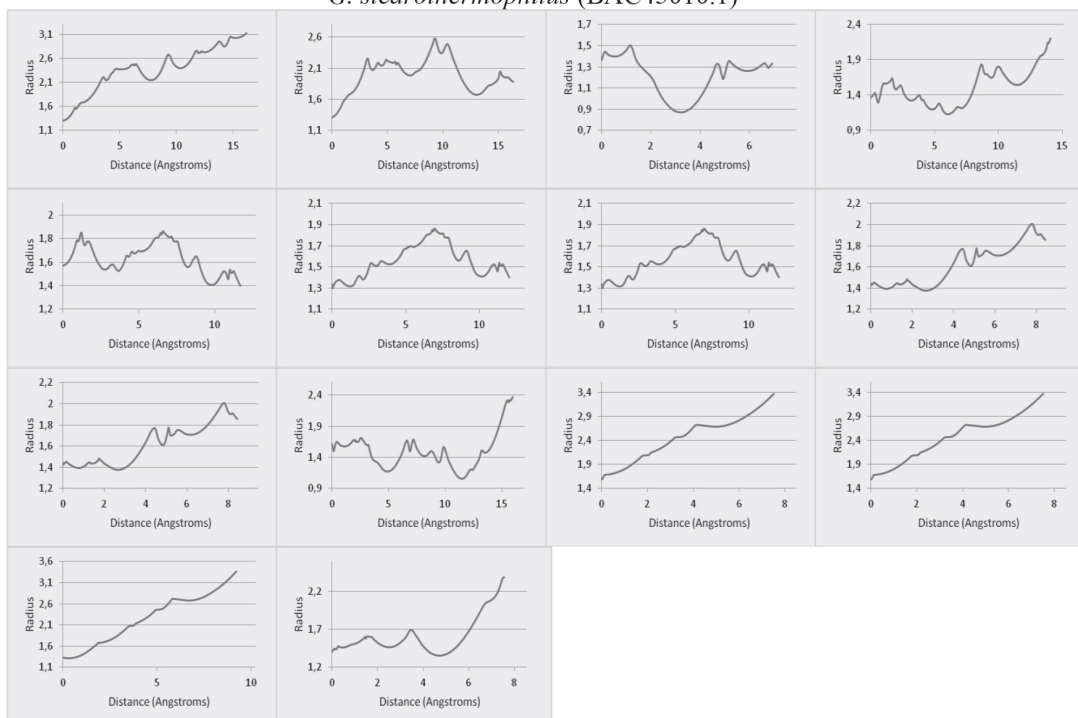 G. stearothermophilus
3,1
2,6
2,1
1,6
1,1
Radius
0 5 10 15
Distance (Angstroms)
2,6
2,1
1,6
1,1
Radius
0 5 10 15
Distance (Angstroms)
1,7
1,5
1,3
1,1
0,9
0,7
Radius
0 2 4 6
Distance (Angstroms)
2,4
1,9
1,4
0,9
Radius
0 5 10 15
Distance (Angstroms)
2
1,8
1,6
1,4
1,2
Radius
0 5 10
Distance (Angstroms)
1,9
1,7
1,5
1,3
1,1
Radius
0 5 10
Distance (Angstroms)
1,9
1,7
1,5
1,3
1,1
Radius
0 5 10
Distance (Angstroms)
2,2
2
1,8
1,6
1,4
1,2
Radius
0 2 4 6 8
Distance (Angstroms)
2,2
2
1,8
1,6
1,4
1,2
Radius
0 2 4 6 8
Distance (Angstroms)
2,4
1,9
1,4
0,9
Radius
0 5 10 15
Distance (Angstroms)
3,4
2,9
2,4
1,9
1,4
Radius
0 2 4 6 8
Distance (Angstroms)
3,4
2,9
2,4
1,9
1,4
Radius
0 2 4 6 8
Distance (Angstroms)
3,6
3,1
2,6
2,1
1,6
1,1
Radius
0 5 10
Distance (Angstroms)
2,2
1,7
1,2
Radius
0 2 4 6 8
Distance (Angstroms)